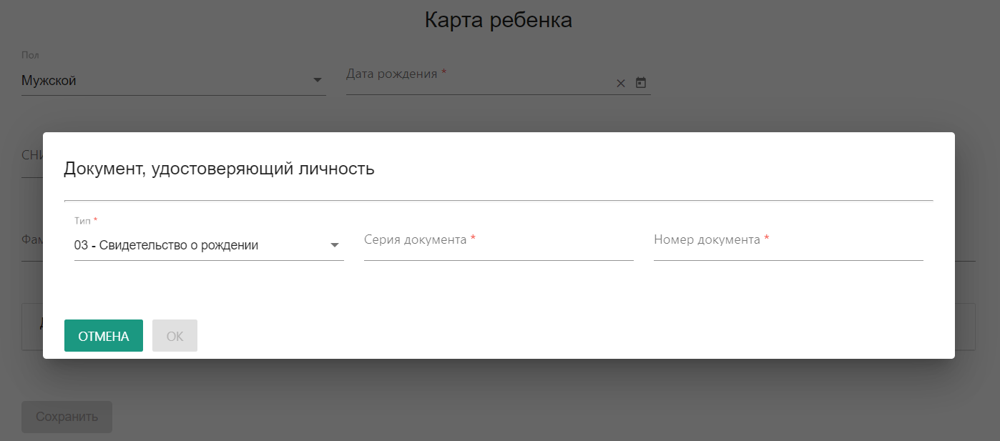 Карта ребенка
Пол
Мужской
Дата рождения *
Документ, удостоверяющий личность
Тип *
03 - Свидетельство о рождении
Серия документа *
Номер документа *
ОТМЕНА
ОК
Сохранить